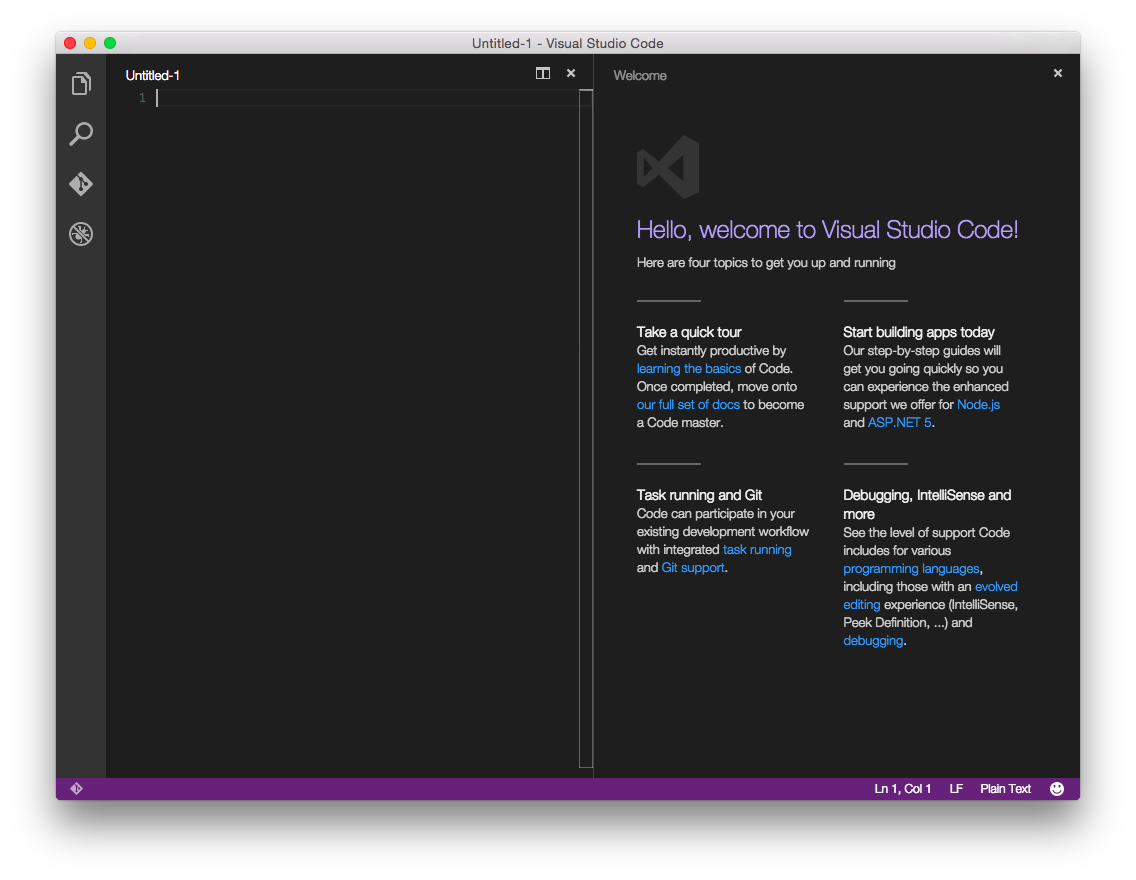 Untitled-1 - Visual Studio Code
Untitled-1
1
Welcome
Hello, welcome to Visual Studio Code!
Here are four topics to get you up and running
Take a quick tour
Get instantly productive by
learning the basics of Code.
Once completed, move onto
our full set of docs to become
a Code master.
Start building apps today
Our step-by-step guides will
get you going quickly so you
can experience the enhanced
support we offer for Node.js
and ASP.NET 5.
Task running and Git
Code can participate in your
existing development workflow
with integrated task running
and Git support.
Debugging, IntelliSense and
more
See the level of support Code
includes for various
programming languages,
including those with an evolved
editing experience (IntelliSense,
Peek Definition, ...) and
debugging.
Ln 1, Col 1 LF Plain Text